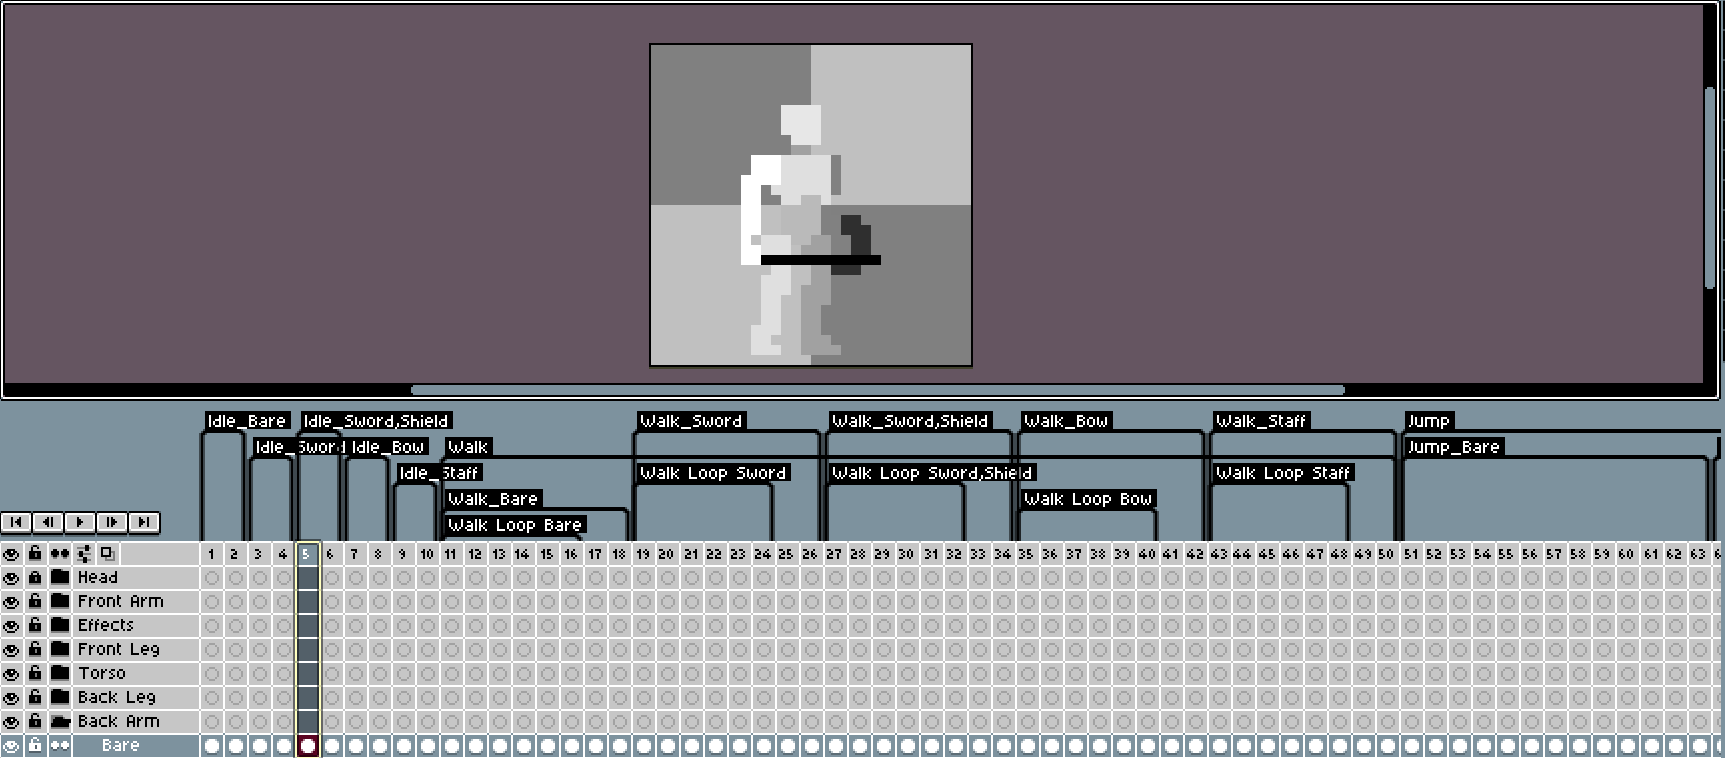 Idle_Bare Idle_Sword,Shield Walk_Sword Walk_Sword,Shield Walk_Bow Walk_Staff Jump
Idle_Sword Idle_Bow Walk Jump_Bare
Idle_Staff Walk Loop Sword Walk Loop Sword,Shield Walk Loop Staff
Walk_Bare Walk Loop Bow
Walk Loop Bare
1 2 3 4 5 6 7 8 9 10 11 12 13 14 15 16 17 18 19 20 21 22 23 24 25 26 27 28 29 30 31 32 33 34 35 36 37 38 39 40 41 42 43 44 45 46 47 48 49 50 51 52 53 54 55 56 57 58 59 60 61 62 63
Head
Front Arm
Effects
Front Leg
Torso
Back Leg
Back Arm
Bare